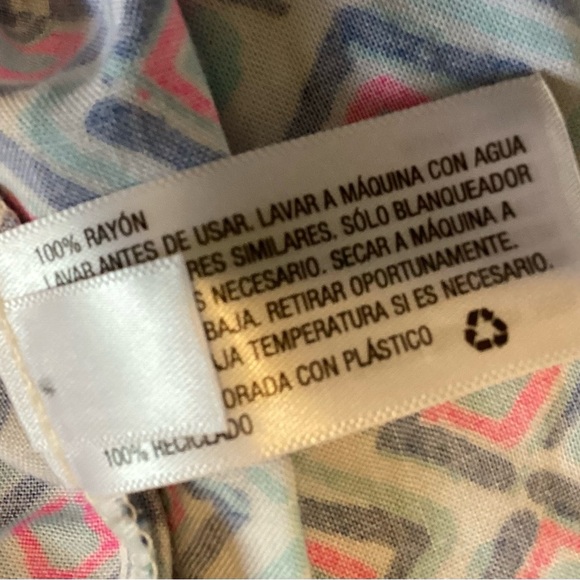 100% RAYÓN
LAVAR ANTES DE USAR. LAVAR A MÁQUINA CON AGUA
RES SIMILARES. SÓLO BLANQUEADOR
S NECESARIO. SECAR A MÁQUINA A
BAJA. RETIRAR OPORTUNAMENTE.
JA TEMPERATURA SI ES NECESARIO.
ORADA CON PLÁSTICO
100% RECICLADO